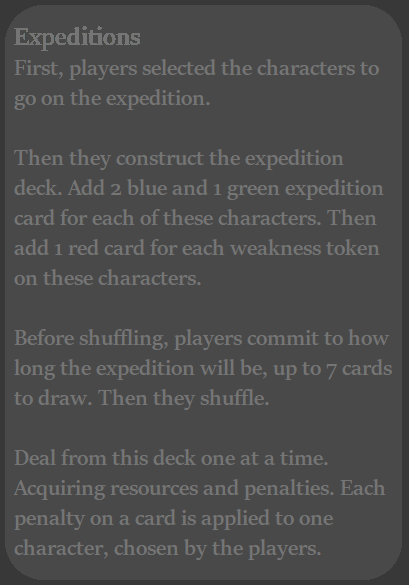 Expeditions
First, players selected the characters to
go on the expedition.
Then they construct the expedition
deck. Add 2 blue and 1 green expedition
card for each of these characters. Then
add 1 red card for each weakness token
on these characters.
Before shuffling, players commit to how
long the expedition will be, up to 7 cards
to draw. Then they shuffle.
Deal from this deck one at a time.
Acquiring resources and penalties. Each
penalty on a card is applied to one
character, chosen by the players.